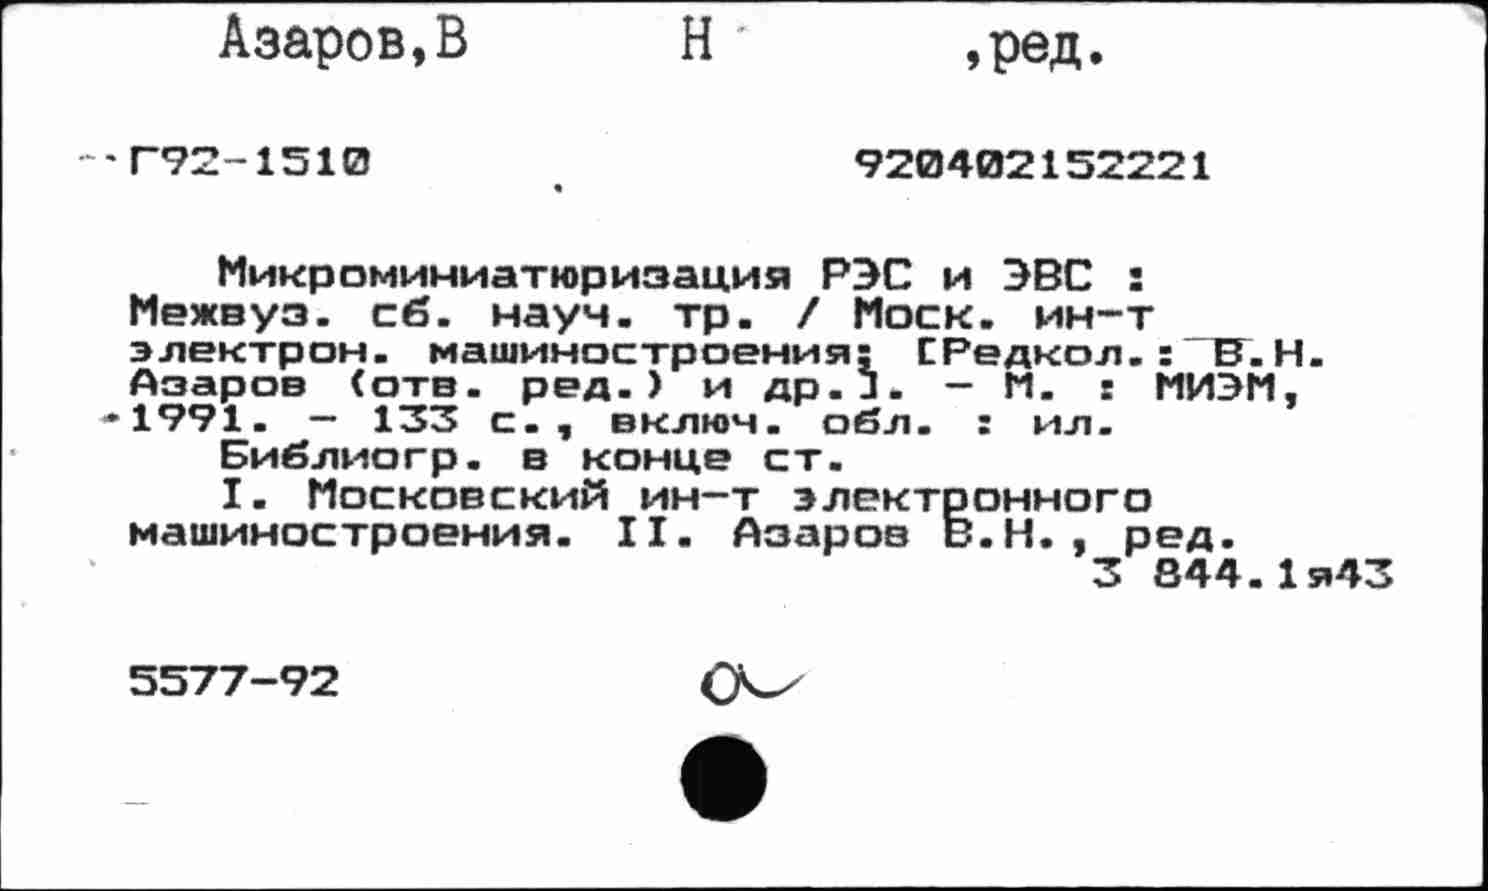 Азаров,В Н ,ред.
Г92-1510 920402152221
Микроминиатюризация РЭС и ЭВС :
Межвуз. сб. науч. тр. / Моск. ин-т
электрон. машиностроения; [Редкол.: В.Н.
Азаров (отв. ред.) и др.]. - М. : МИЭМ,
1991. - 133 с., включ. обл. : ил.
Библиогр. в конце ст.
I. Московский ин-т электронного
машиностроения. II. Азаров В.Н., ред.
З 844.1я43
5577-92 а